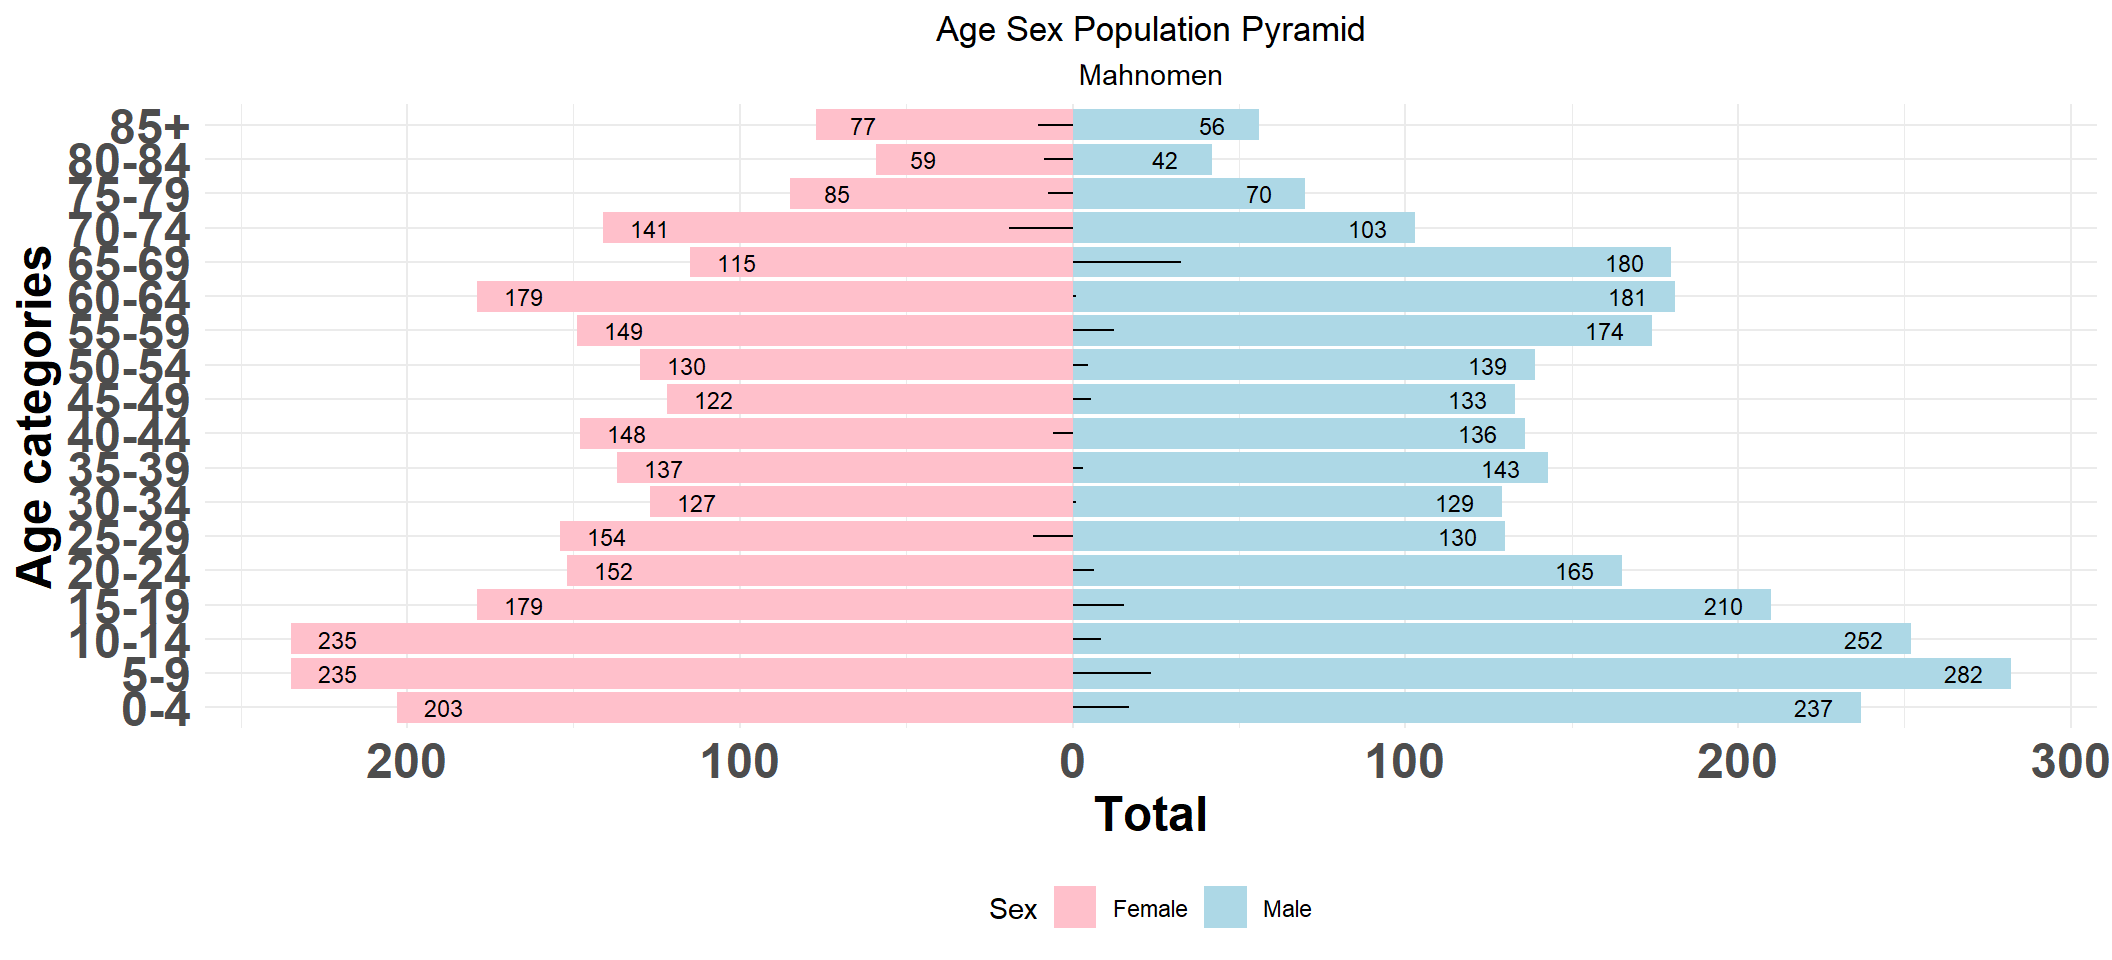 Age Sex Population Pyramid
Mahnomen
Age categories
85+ 77 56
80-84 59 42
75-79 85 70
70-74 141 103
65-69 115 180
60-64 179 181
55-59 149 174
50-54 130 139
45-49 122 133
40-44 148 136
35-39 137 143
30-34 127 129
25-29 154 130
20-24 152 165
15-19 179 210
10-14 235 252
5-9 235 282
0-4 203 237
200 100 0 100 200 300
Total
Sex Female Male